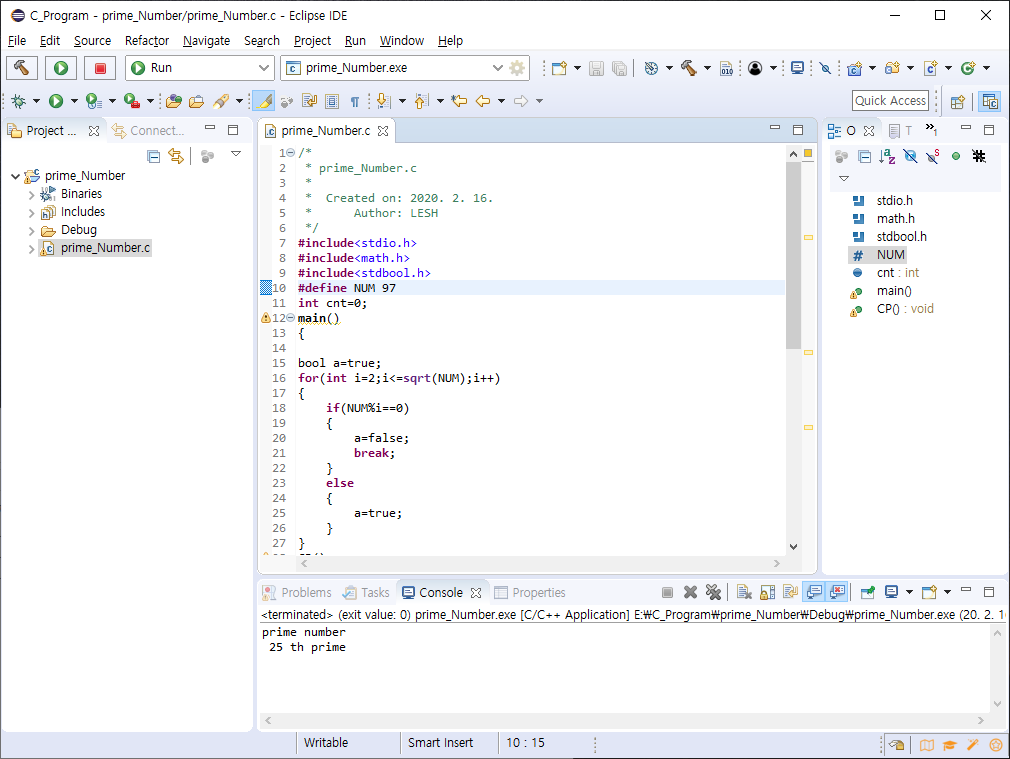 C_Program - prime_Number/prime_Number.c - Eclipse IDE
File Edit Source Refactor Navigate Search Project Run Window Help
Run prime_Number.exe
Quick Access
Project ... Connect...
prime_Number
Binaries
Includes
Debug
prime_Number.c
prime_Number.c
1 /*
2  * prime_Number.c
3  *
4  *  Created on: 2020. 2. 16.
5  *      Author: LESH
6  */
7 #include<stdio.h>
8 #include<math.h>
9 #include<stdbool.h>
10 #define NUM 97
11 int cnt=0;
12 main()
13 {
14
15 bool a=true;
16 for(int i=2;i<=sqrt(NUM);i++)
17 {
18     if(NUM%i==0)
19     {
20         a=false;
21         break;
22     }
23     else
24     {
25         a=true;
26     }
27 }
O T
stdio.h
math.h
stdbool.h
# NUM
cnt : int
main()
CP() : void
Problems Tasks Console Properties
<terminated> (exit value: 0) prime_Number.exe [C/C++ Application] E:₩C_Program₩prime_Number₩Debug₩prime_Number.exe (20. 2. 1
prime number
 25 th prime
Writable Smart Insert 10 : 15